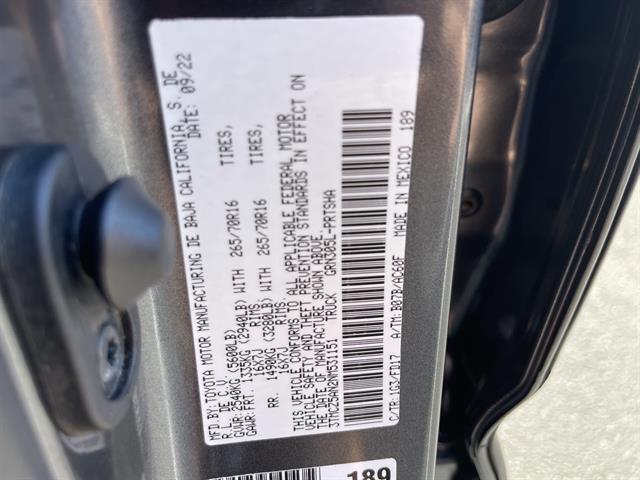 MFD.BY:TOYOTA MOTOR MANUFACTURING DE BAJA CALIFORNIA, S. DE
R.L. DE C.V. DATE: 09/22
GVWR: 2540KG (5600LB)
GAWR: FRT. 1335KG (2940LB) WITH 265/70R16 TIRES,
16X7J RIMS,
RR. 1490KG (3280LB) WITH 265/70R16 TIRES,
16X7J RIMS,
THIS VEHICLE CONFORMS TO ALL APPLICABLE FEDERAL MOTOR
VEHICLE SAFETY AND THEFT PREVENTION STANDARDS IN EFFECT ON
THE DATE OF MANUFACTURE SHOWN ABOVE.
3TMCZ5AN2NM531151 TRUCK GRN305L-PRTSHA
C/TR: 1G3/FD17 A/TM: B37B/AC60F MADE IN MEXICO 189
189